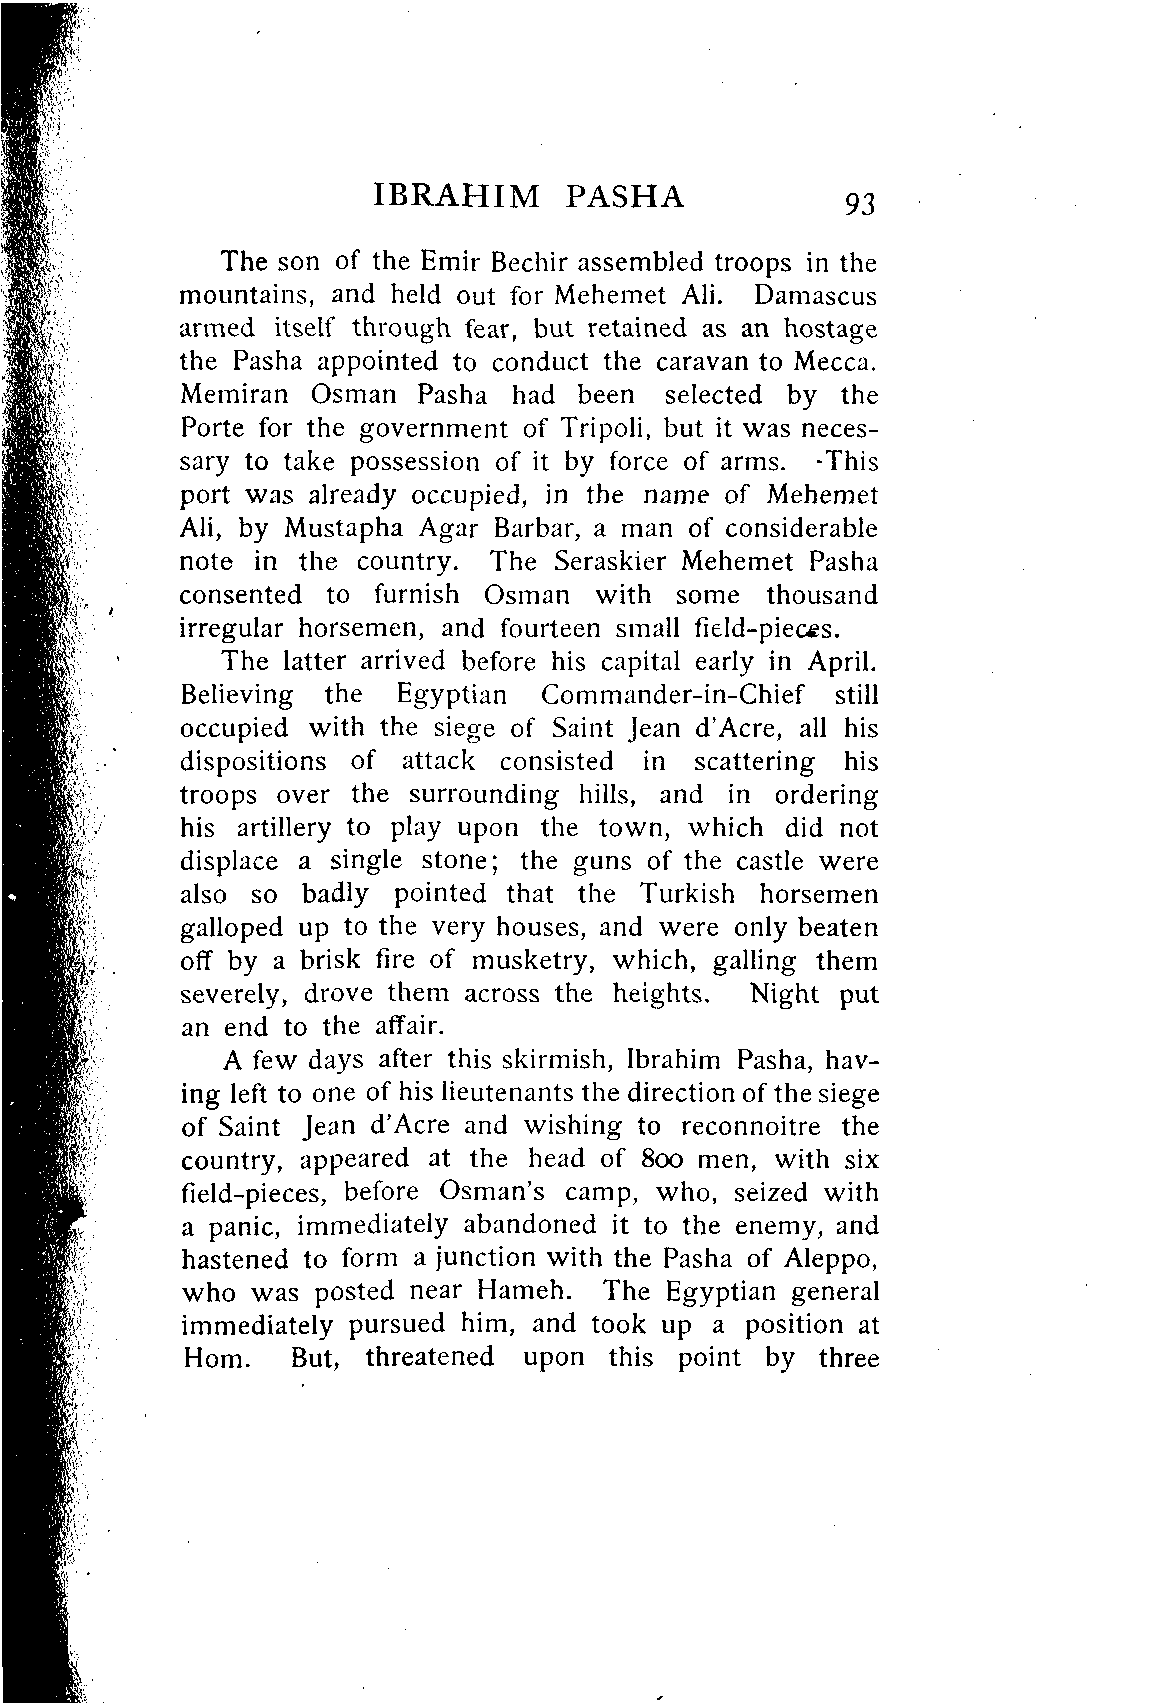 IBRAHIM PASHA 93
The son of the Emir Bechir assembled troops in the
mountains, and held out for Mehemet Ali. Damascus
armed itself through fear, but retained as an hostage
the Pasha appointed to conduct the caravan to Mecca.
Memiran Osman Pasha had been selected by the
Porte for the government of Tripoli, but it was neces-
sary to take possession of it by force of arms. This
port was already occupied, in the name of Mehemet
Ali, by Mustapha Agar Barbar, a man of considerable
note in the country. The Seraskier Mehemet Pasha
consented to furnish Osman with some thousand
irregular horsemen, and fourteen small field-pieces.
The latter arrived before his capital early in April.
Believing the Egyptian Commander-in-Chief still
occupied with the siege of Saint Jean d'Acre, all his
dispositions of attack consisted in scattering his
troops over the surrounding hills, and in ordering
his artillery to play upon the town, which did not
displace a single stone; the guns of the castle were
also so badly pointed that the Turkish horsemen
galloped up to the very houses, and were only beaten
off by a brisk fire of musketry, which, galling them
severely, drove them across the heights. Night put
an end to the affair.
A few days after this skirmish, Ibrahim Pasha, hav-
ing left to one of his lieutenants the direction of the siege
of Saint Jean d'Acre and wishing to reconnoitre the
country, appeared at the head of 800 men, with six
field-pieces, before Osman's camp, who, seized with
a panic, immediately abandoned it to the enemy, and
hastened to form a junction with the Pasha of Aleppo,
who was posted near Hameh. The Egyptian general
immediately pursued him, and took up a position at
Hom. But, threatened upon this point by three